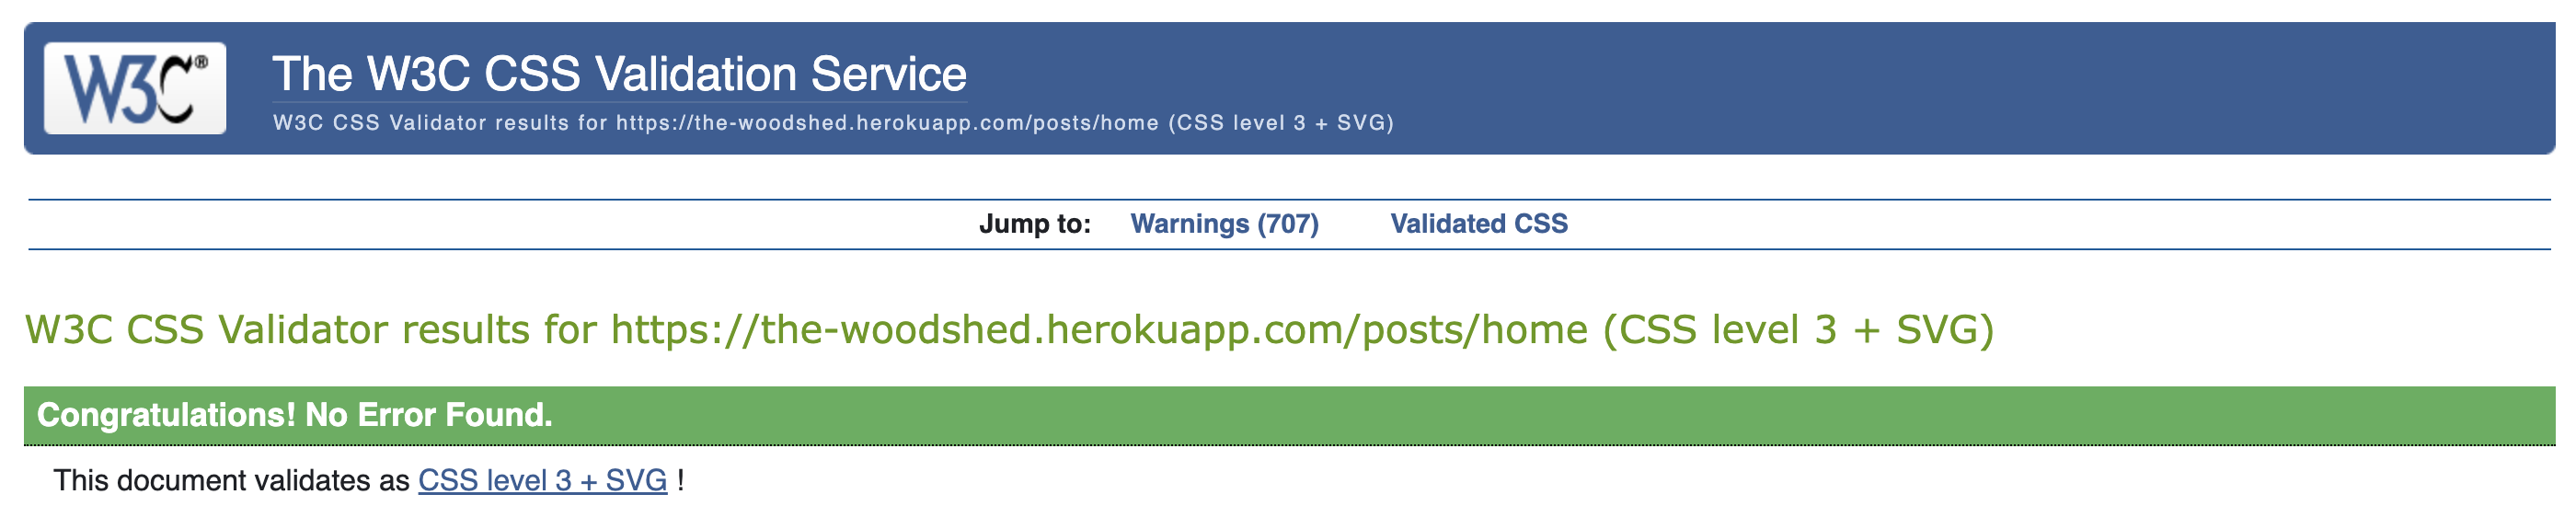 W3C®
The W3C CSS Validation Service
W3C CSS Validator results for https://the-woodshed.herokuapp.com/posts/home (CSS level 3 + SVG)
Jump to: Warnings (707) Validated CSS
W3C CSS Validator results for https://the-woodshed.herokuapp.com/posts/home (CSS level 3 + SVG)
Congratulations! No Error Found.
This document validates as CSS level 3 + SVG !